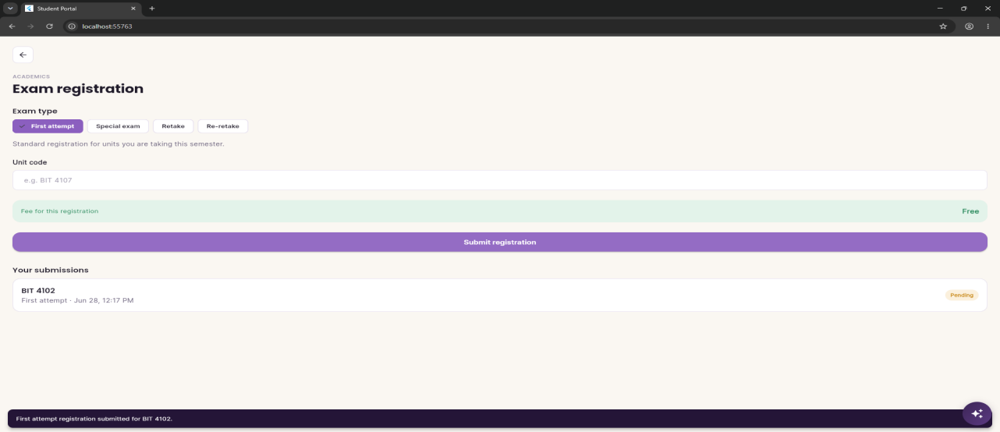 Student Portal
localhost:55763
ACADEMICS
Exam registration
Exam type
First attempt
Special exam
Retake
Re-retake
Standard registration for units you are taking this semester.
Unit code
e.g. BIT 4107
Fee for this registration
Free
Submit registration
Your submissions
BIT 4102
First attempt · Jun 28, 12:17 PM
Pending
First attempt registration submitted for BIT 4102.